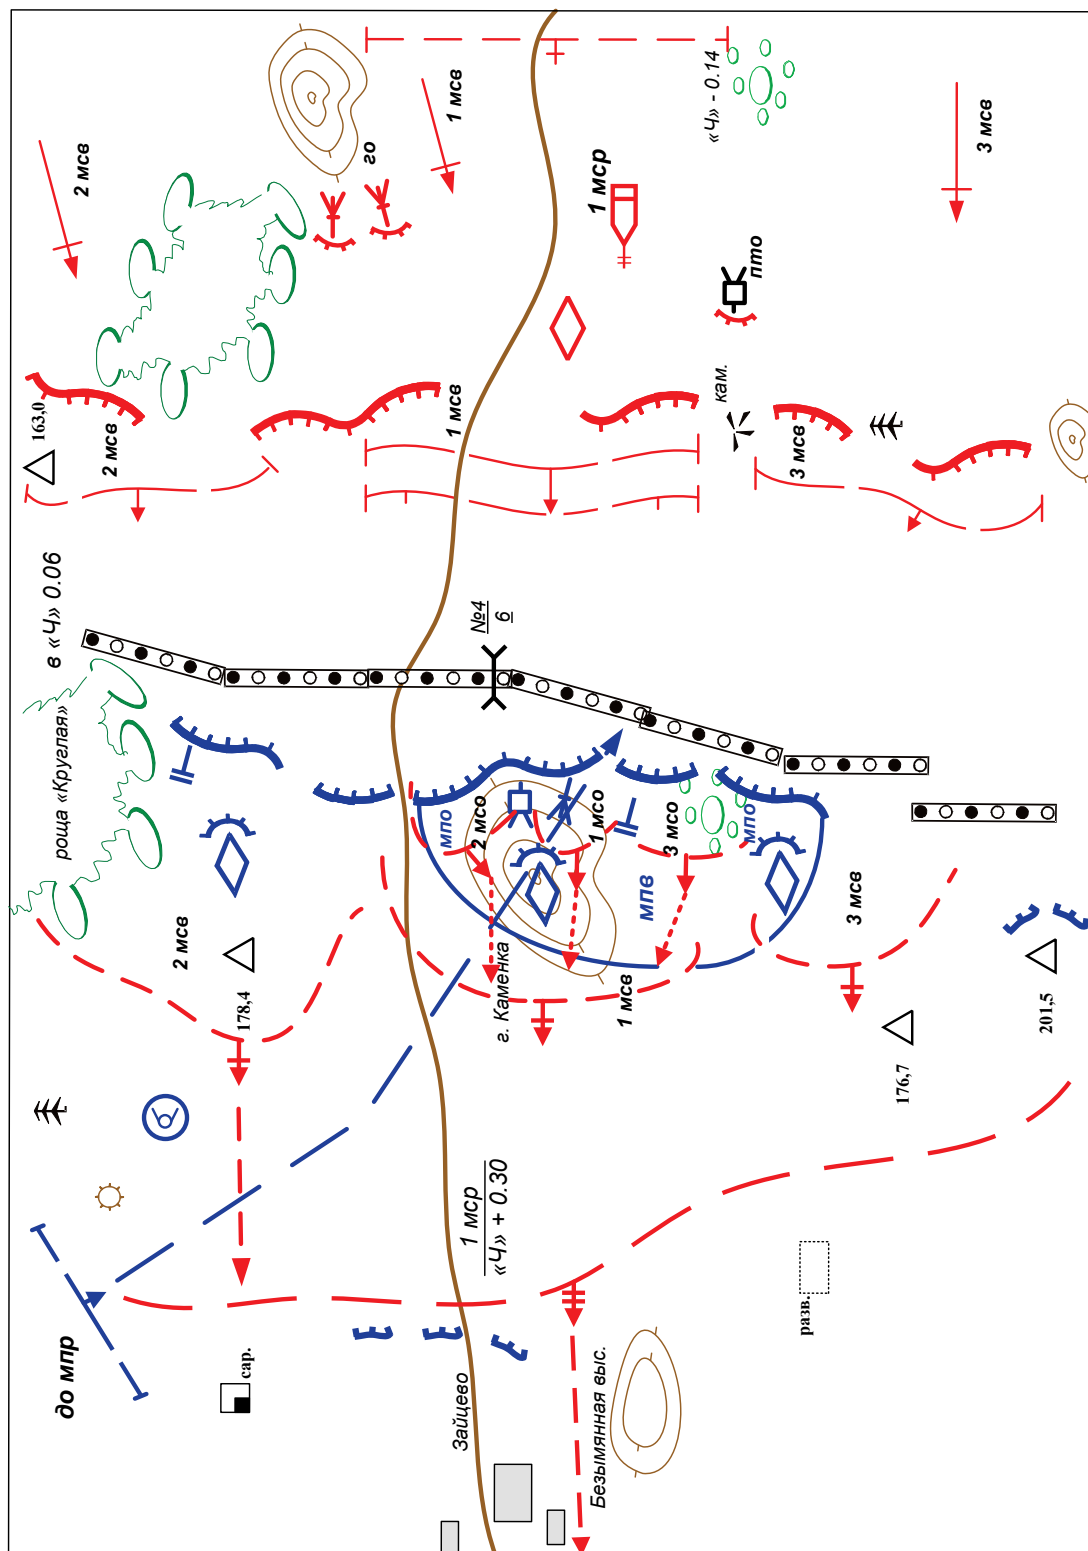 2 мсв
1 мсв
го
«Ч» - 0.14
3 мсв
1 мср
пто
163,0
2 мсв
1 мсв
кам.
3 мсв
в «Ч» 0.06
№4
6
роща «Круглая»
мпо
2 мсо
1 мсо
3 мсо
мпо
мпв
2 мсв
178,4
г. Каменка
1 мсв
3 мсв
176,7
201,5
1 мср
«Ч» + 0.30
до мпр
сар.
Зайцево
Безымянная выс.
разв.